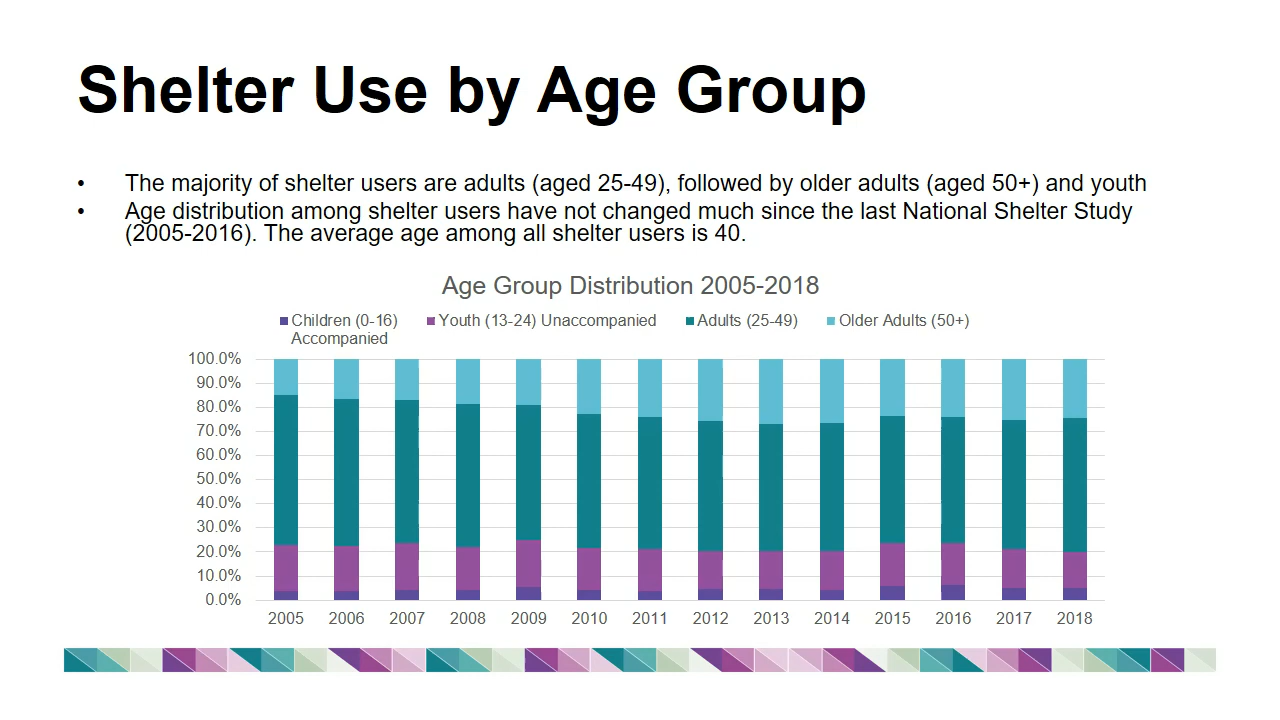 Shelter Use by Age Group
• The majority of shelter users are adults (aged 25-49), followed by older adults (aged 50+) and youth
• Age distribution among shelter users have not changed much since the last National Shelter Study
(2005-2016). The average age among all shelter users is 40.
Age Group Distribution 2005-2018
Children (0-16) Youth (13-24) Unaccompanied Adults (25-49) Older Adults (50+)
Accompanied
100.0%
90.0%
80.0%
70.0%
60.0%
50.0%
40.0%
30.0%
20.0%
10.0%
0.0%
2005 2006 2007 2008 2009 2010 2011 2012 2013 2014 2015 2016 2017 2018